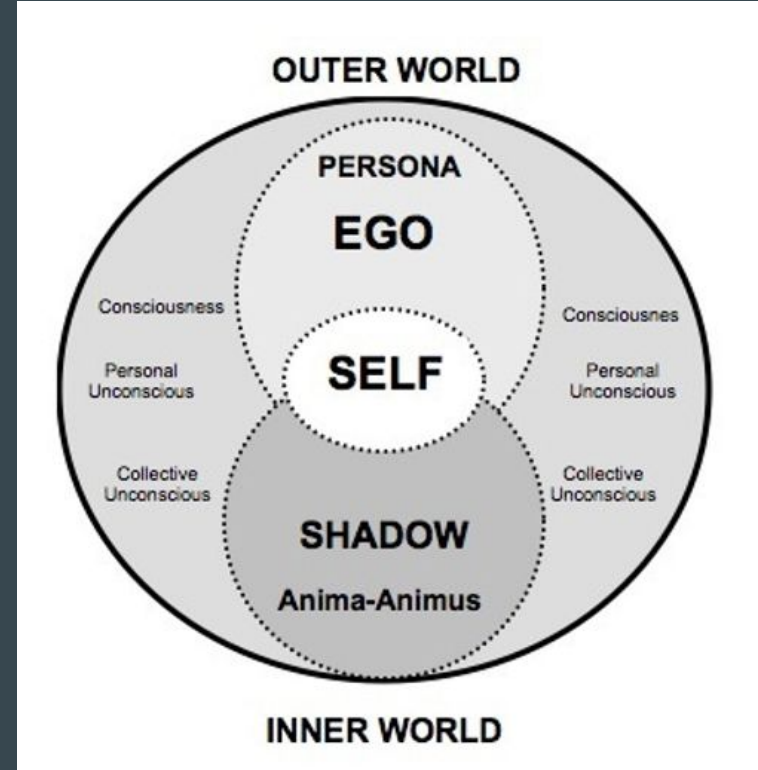 OUTER WORLD
PERSONA
EGO
Consciousness
Consciousnes
SELF
Personal
Unconscious
Personal
Unconscious
Collective
Unconscious
Collective
Unconscious
SHADOW
Anima-Animus
INNER WORLD